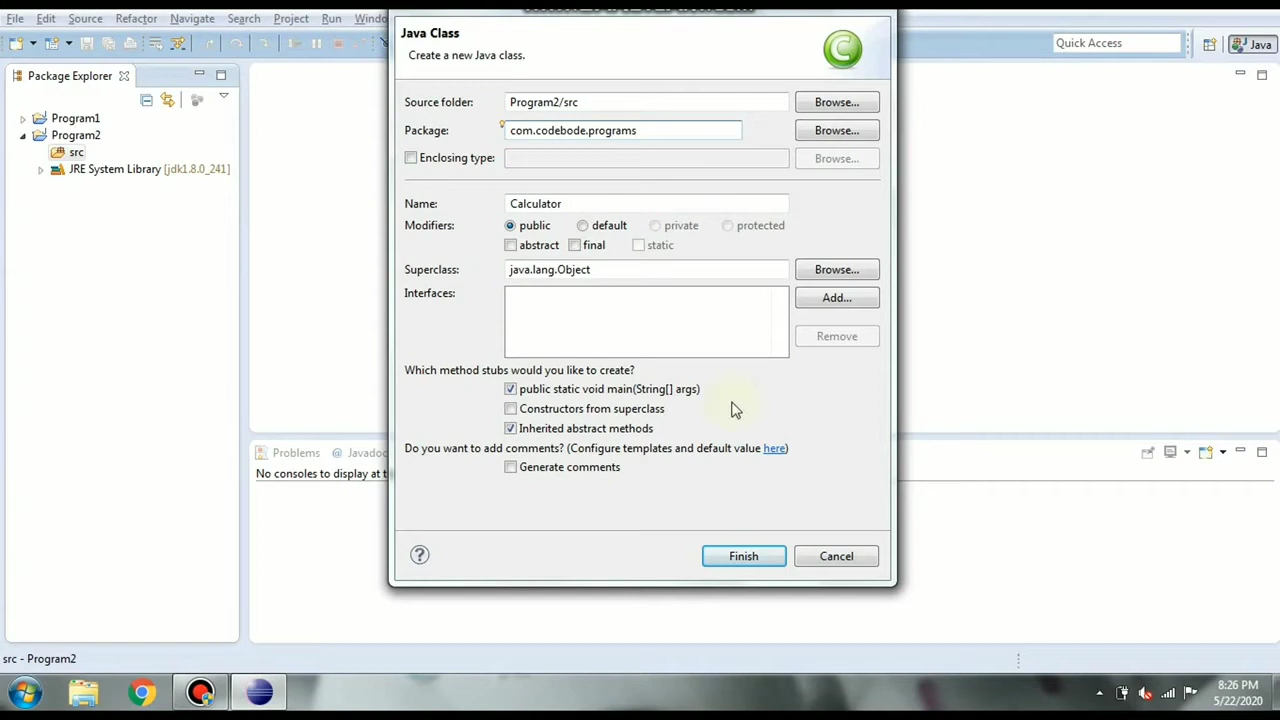 File Edit Source Refactor Navigate Search Project Run Windo
Java Class
Create a new Java class.
Quick Access
Java
Package Explorer
Program1
Program2
src
JRE System Library [jdk1.8.0_241]
Source folder: Program2/src Browse...
Package: com.codebode.programs Browse...
Enclosing type: Browse...
Name: Calculator
Modifiers: public default private protected
abstract final static
Superclass: java.lang.Object Browse...
Interfaces: Add...
Remove
Which method stubs would you like to create?
public static void main(String[] args)
Constructors from superclass
Inherited abstract methods
Do you want to add comments? (Configure templates and default value here)
Generate comments
Problems @ Javadoc
No consoles to display at t
Finish Cancel
src - Program2
8:26 PM
5/22/2020